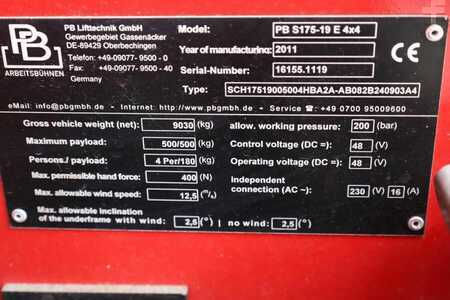 PB
ARBEITSBÜHNEN
PB Lifttechnik GmbH
Gewerbegebiet Gassenäcker
DE-89429 Oberbechingen
Telefon: +49-09077- 9500 - 0
Fax: +49-09077- 9500 - 40
Germany
Model: PB S175-19 E 4x4
Year of manufacturing: 2011
Serial-Number: 16155.1119
Type: SCH17519005004HBA2A-AB082B240903A4
CE
eMail : info@pbgmbh.de - Internet : http://www.pbgmbh.de - Service ☎: +49 0700 95009600
Gross vehicle weight (net): 9030 (kg) allow. working pressure: 200 (bar)
Maximum payload: 500/500 (kg) Control voltage (DC =): 48 (V)
Persons./ payload: 4 Per/180 (kg) Operating voltage (DC =): 48 (V)
Max. permissible hand force: 400 (N) Independent
Max. allowable wind speed: 12,5 (m/s) connection (AC ~): 230 (V) 16 (A)
Max. allowable inclination
of the underframe with wind: 2,5 (°) | no wind: 2,5 (°)